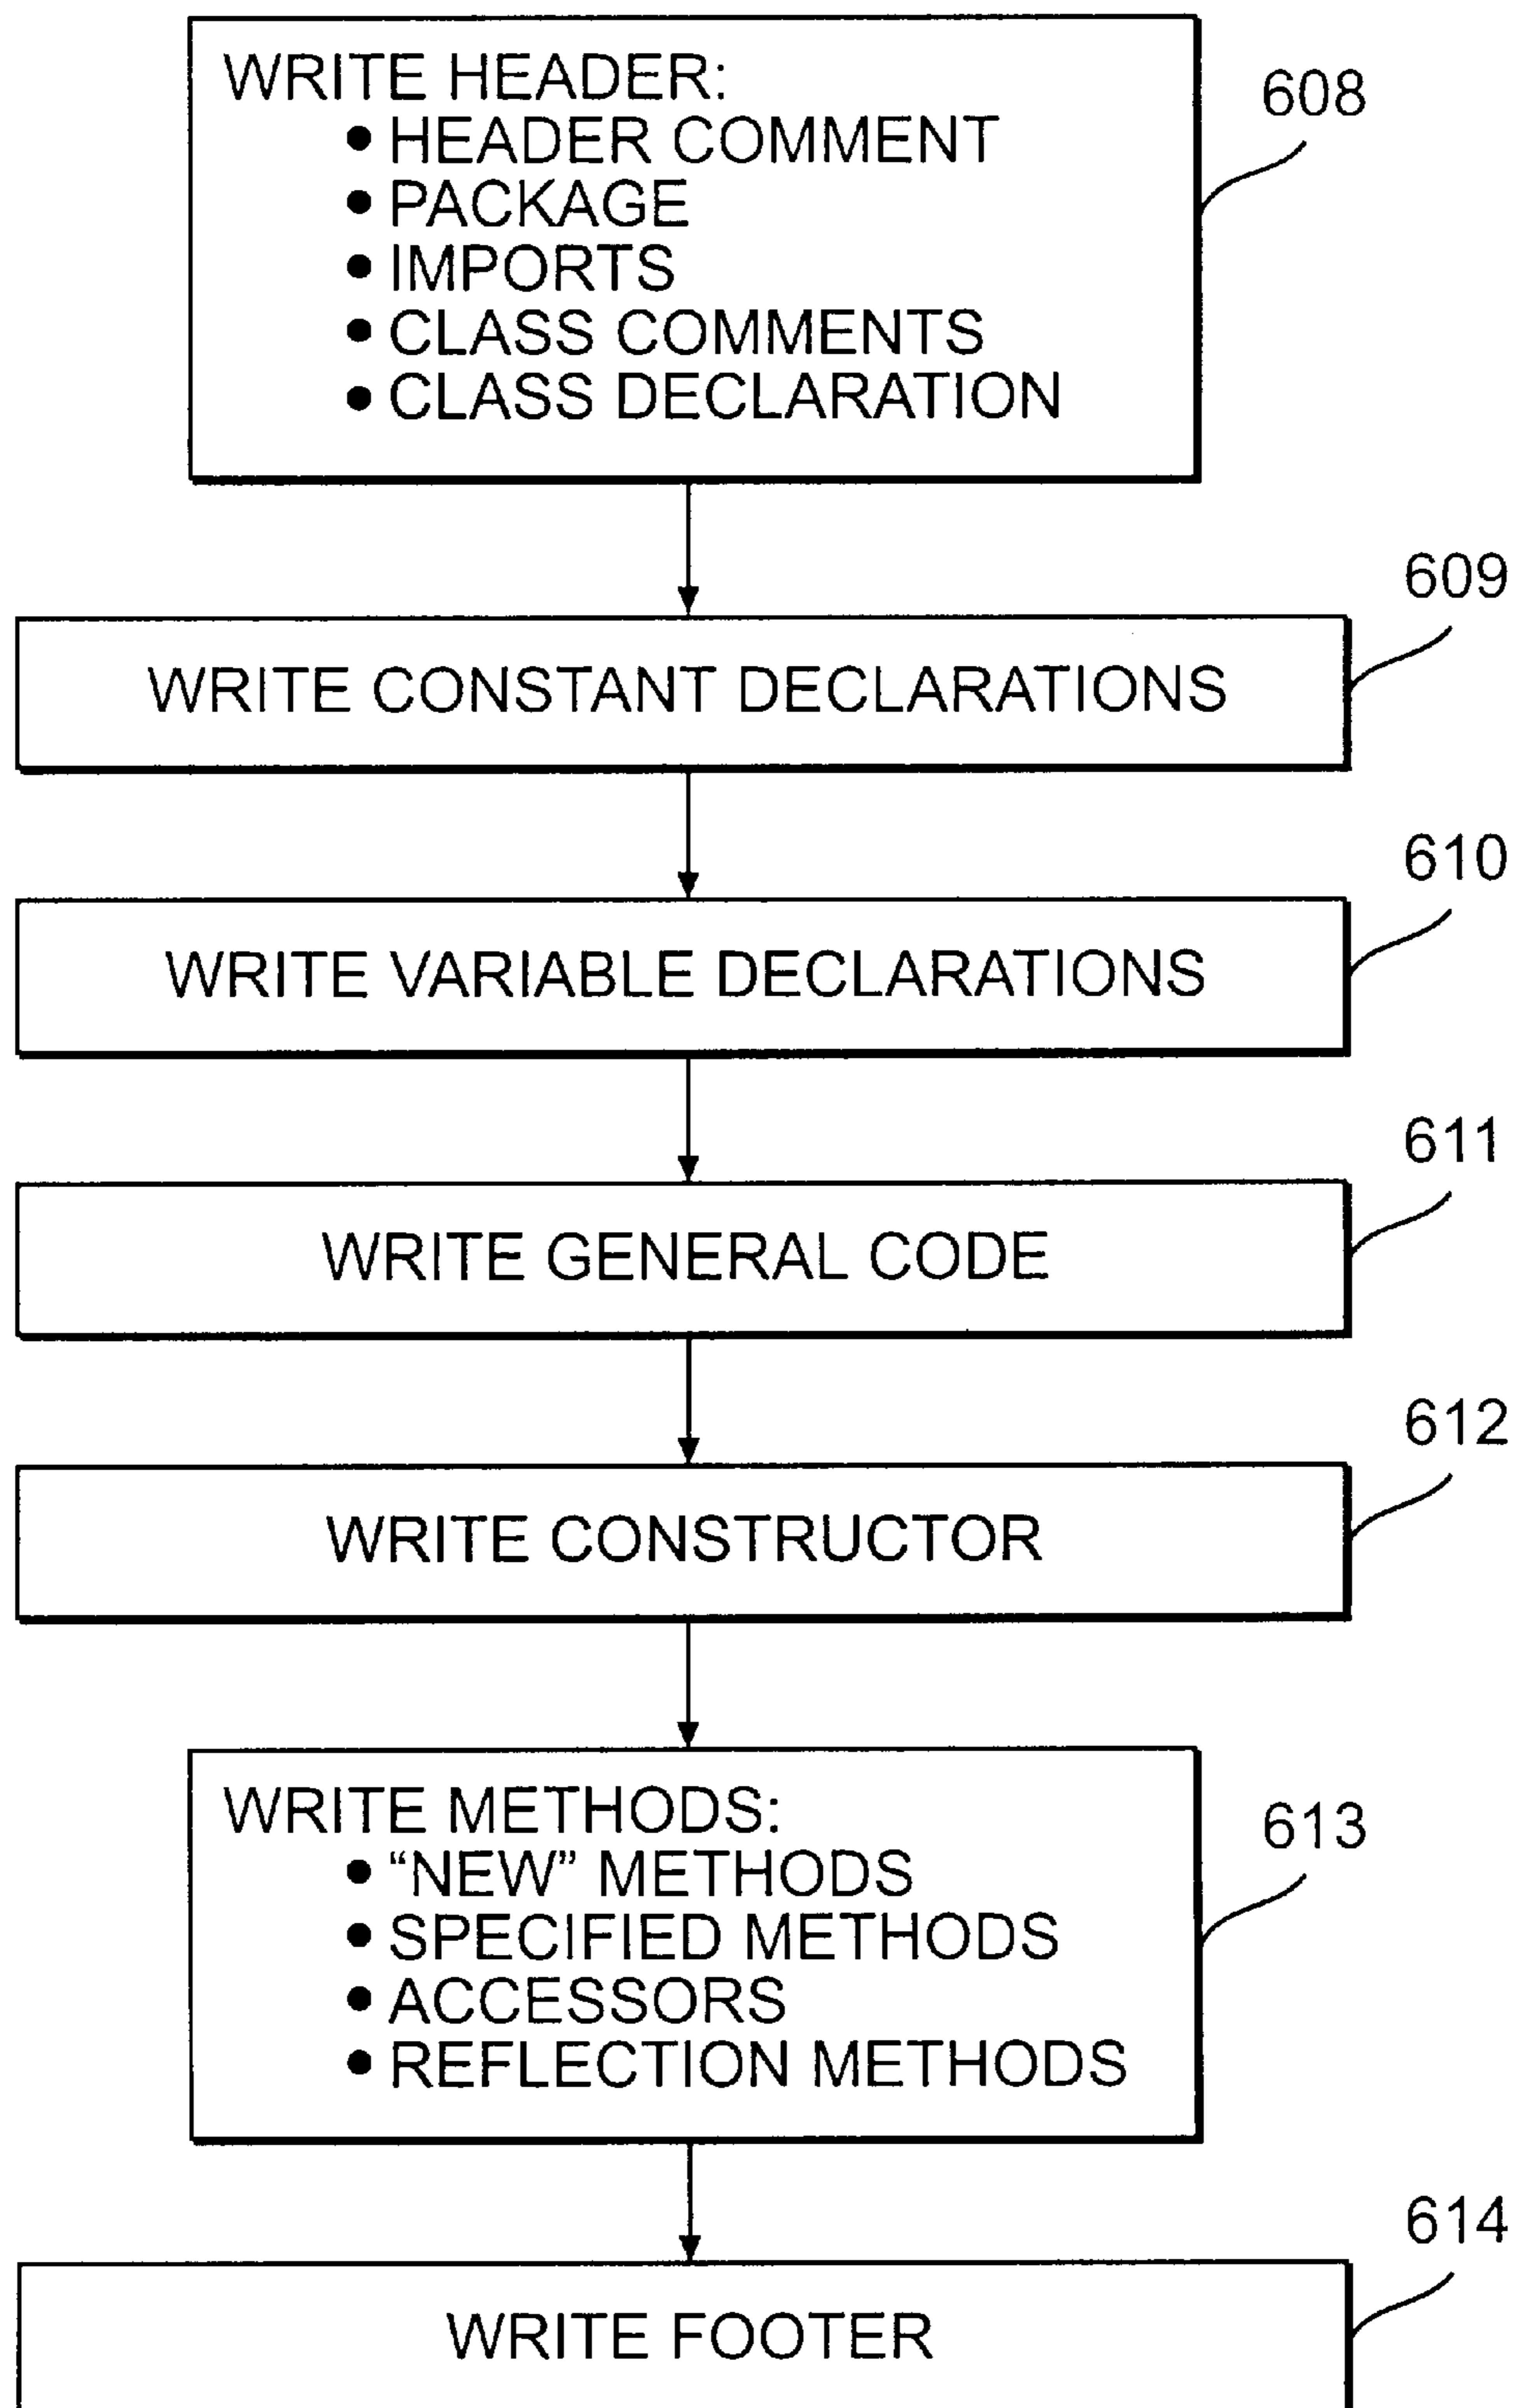 WRITE HEADER:
• HEADER COMMENT
• PACKAGE
• IMPORTS
• CLASS COMMENTS
• CLASS DECLARATION
608
609
WRITE CONSTANT DECLARATIONS
610
WRITE VARIABLE DECLARATIONS
611
WRITE GENERAL CODE
612
WRITE CONSTRUCTOR
WRITE METHODS:
• “NEW” METHODS
• SPECIFIED METHODS
• ACCESSORS
• REFLECTION METHODS
613
614
WRITE FOOTER